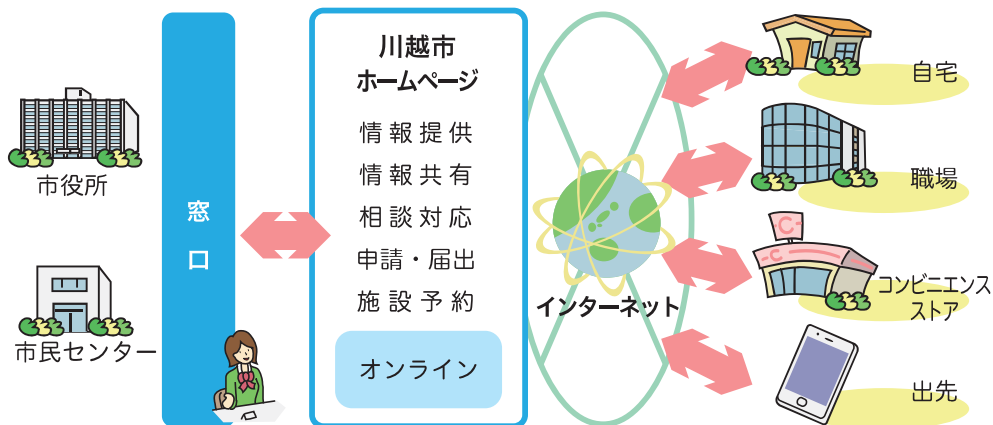 市役所
市民センター
窓口
川越市
ホームページ
情報提供
情報共有
相談対応
申請・届出
施設予約
オンライン
インターネット
自宅
職場
C
C
コンビニエンス
ストア
出先